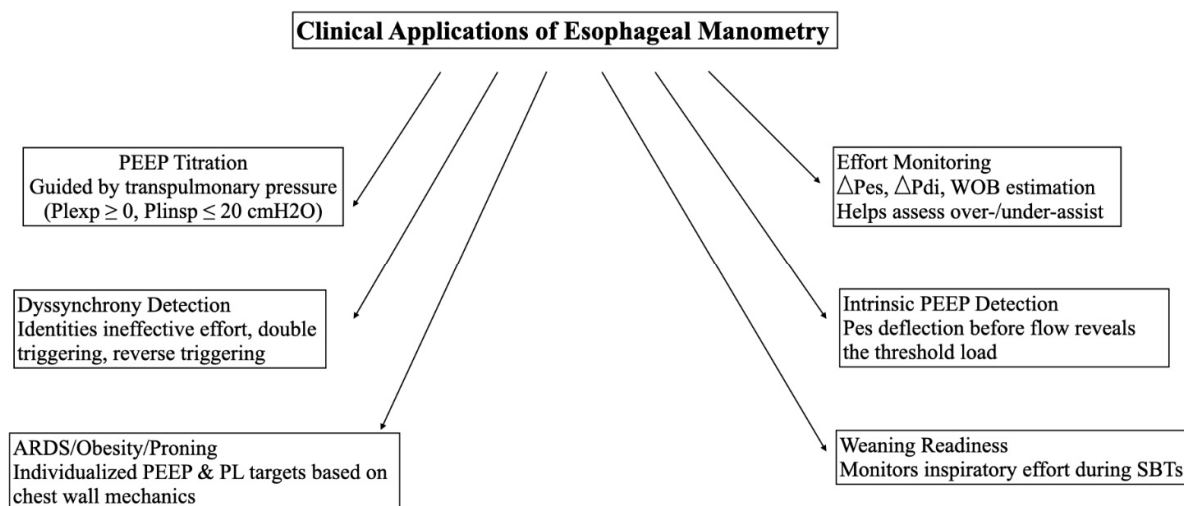 Clinical Applications of Esophageal Manometry
PEEP Titration
Guided by transpulmonary pressure
(Plexp ≥ 0, Plinsp ≤ 20 cmH2O)
Effort Monitoring
△Pes, △Pdi, WOB estimation
Helps assess over-/under-assist
Dyssynchrony Detection
Identities ineffective effort, double
triggering, reverse triggering
Intrinsic PEEP Detection
Pes deflection before flow reveals
the threshold load
ARDS/Obesity/Proning
Individualized PEEP & PL targets based on
chest wall mechanics
Weaning Readiness
Monitors inspiratory effort during SBTs